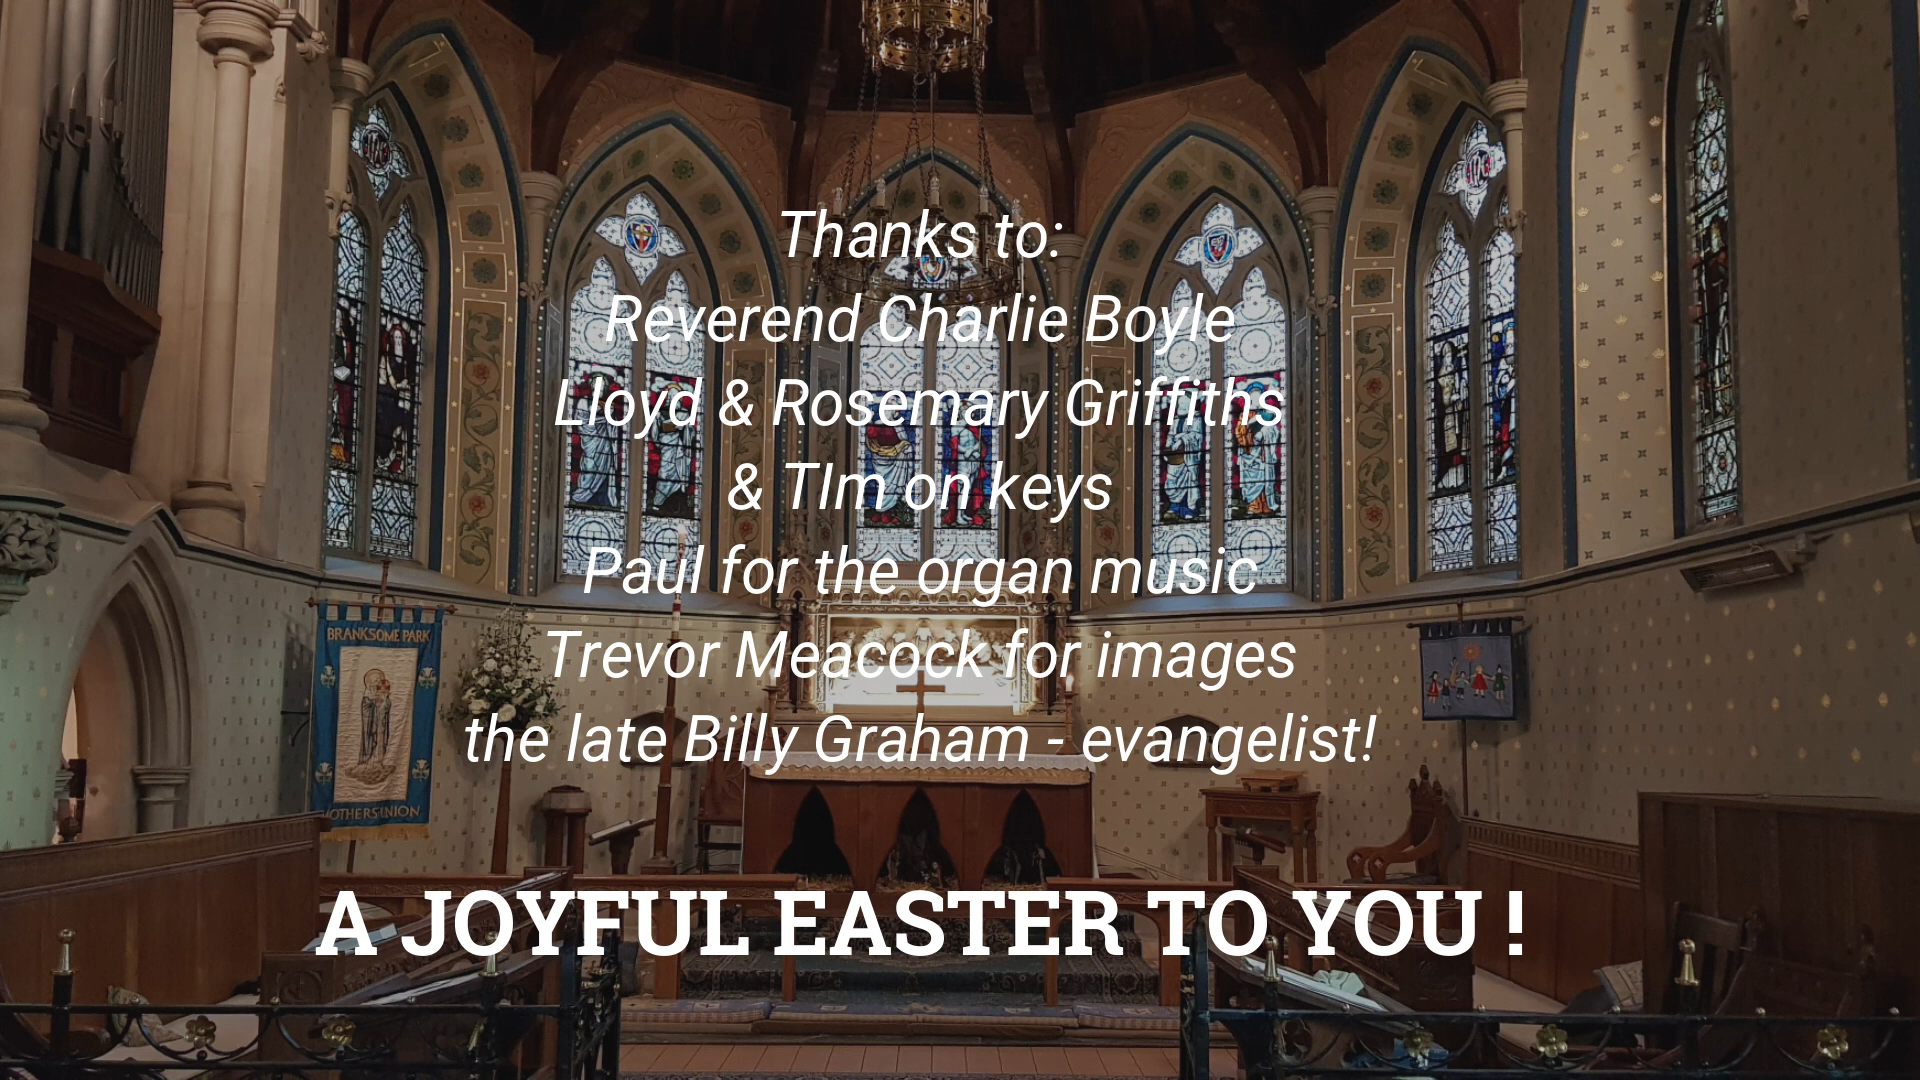 Thanks to:
Reverend Charlie Boyle
Lloyd & Rosemary Griffiths
& TIm on keys
Paul for the organ music
Trevor Meacock for images
the late Billy Graham - evangelist!
BRANKSOME PARK
MOTHERS UNION
A JOYFUL EASTER TO YOU !